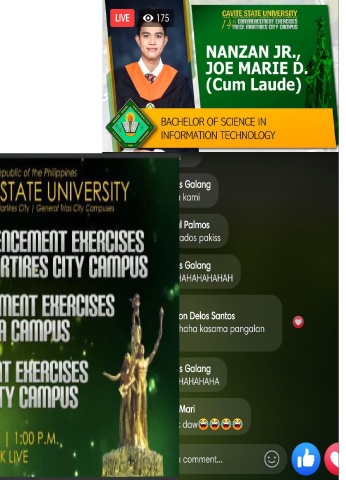 LIVE 175
CAVITE STATE UNIVERSITY
COMMENCEMENT EXERCISES
TRECE MARTIRES CITY CAMPUS
NANZAN JR.,
JOE MARIE D.
(Cum Laude)
BACHELOR OF SCIENCE IN
INFORMATION TECHNOLOGY
epublic of the Philippines
STATE UNIVERSITY
artires City | General Trias City Campuses
ENCEMENT EXERCISES
ARTIRES CITY CAMPUS
MENT EXERCISES
A CAMPUS
NT EXERCISES
TY CAMPUS
| 1:00 P.M.
K LIVE
s Galang
kami
l Palmos
ados pakiss
s Galang
HAHAHAHAHAH
on Delos Santos
haha kasama pangalan
s Galang
HAHAHAHA
Mari
daw😆😆😆😆
comment...